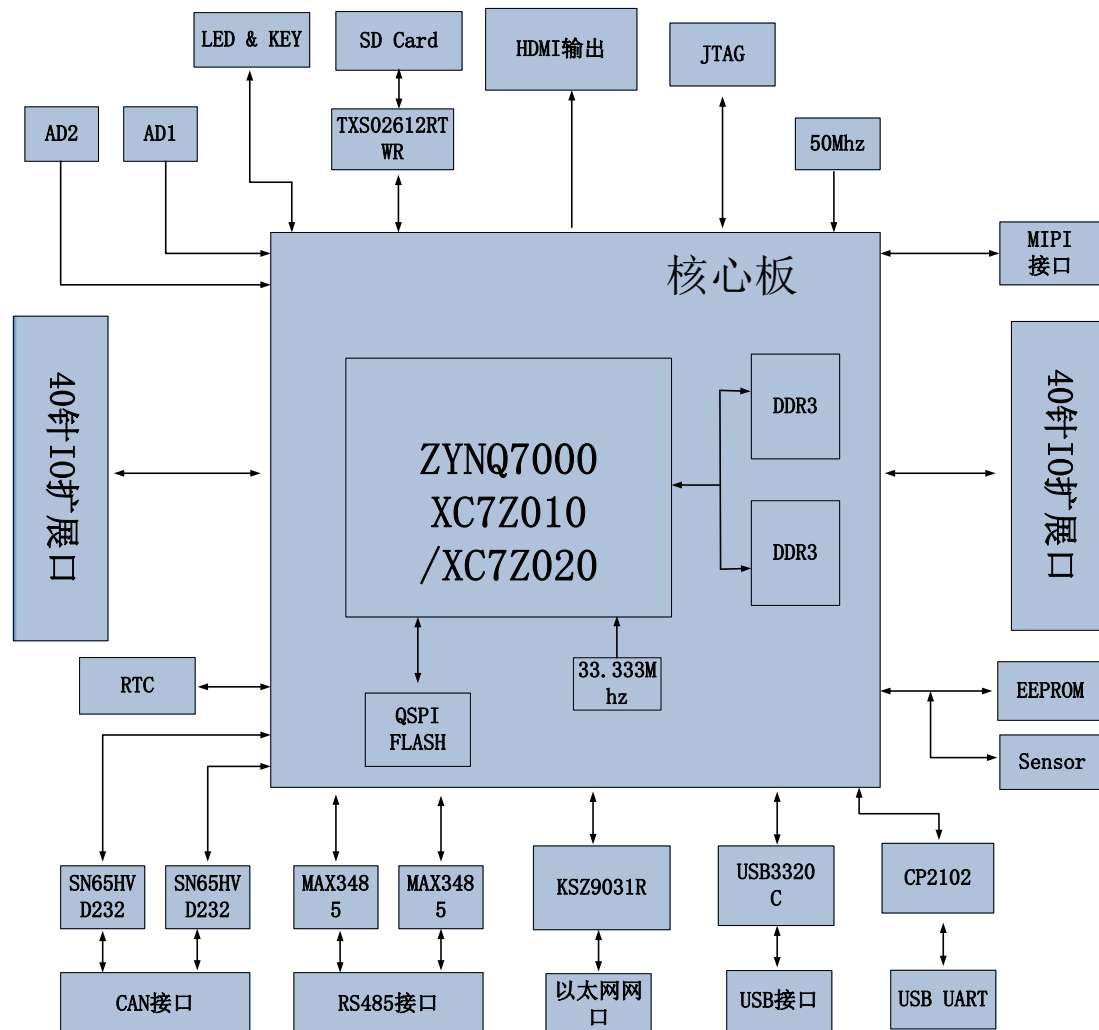 LED & KEY
SD Card
HDMI输出
JTAG
AD2
AD1
TXS02612RT
WR
50Mhz
核心板
MIPI
接口
40针IO扩展口
ZYNQ7000
XC7Z010
/XC7Z020
DDR3
DDR3
40针IO扩展口
RTC
QSPI
FLASH
33.333M
hz
EEPROM
Sensor
SN65HV
D232
SN65HV
D232
MAX348
5
MAX348
5
KSZ9031R
USB3320
C
CP2102
CAN接口
RS485接口
以太网网
口
USB接口
USB UART